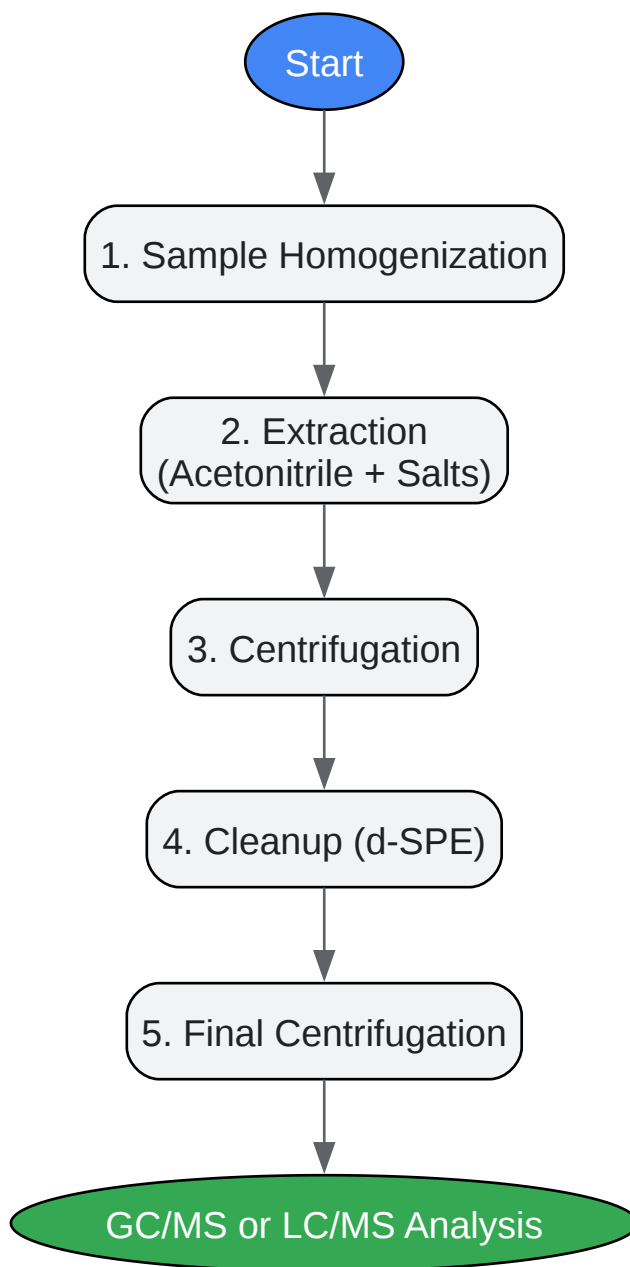 Start
1. Sample Homogenization
2. Extraction
(Acetonitrile + Salts)
3. Centrifugation
4. Cleanup (d-SPE)
5. Final Centrifugation
GC/MS or LC/MS Analysis